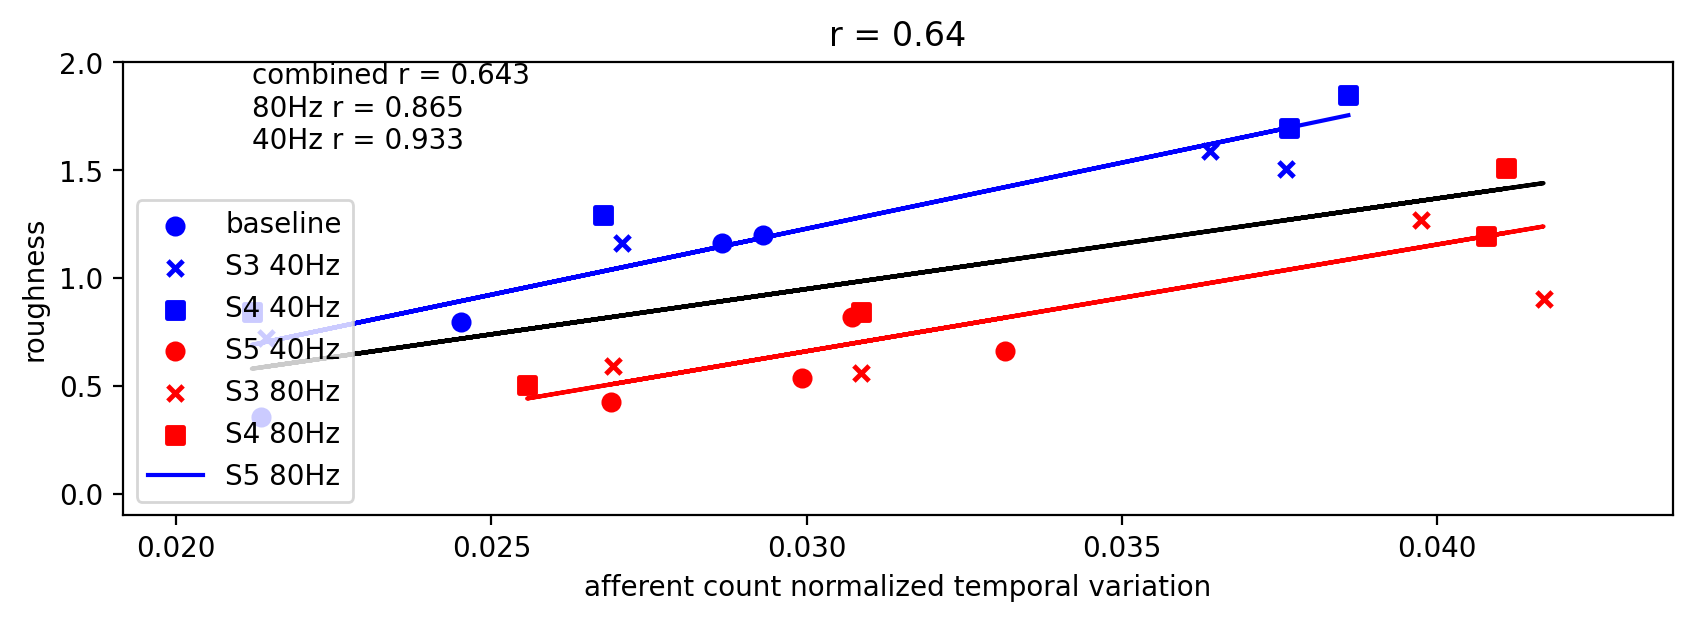 r = 0.64
combined r = 0.643
80Hz r = 0.865
40Hz r = 0.933
2.0
1.5
1.0
0.5
0.0
roughness
baseline
S3 40Hz
S4 40Hz
S5 40Hz
S3 80Hz
S4 80Hz
S5 80Hz
0.020 0.025 0.030 0.035 0.040
afferent count normalized temporal variation